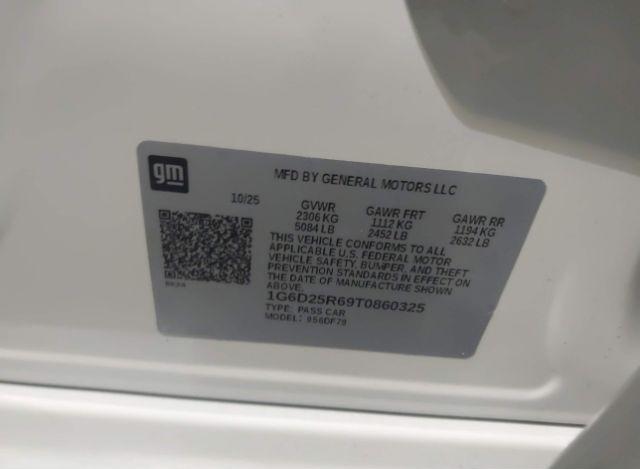 gm
MFD BY GENERAL MOTORS LLC
10/25
GVWR GAWR FRT GAWR RR
2306 KG 1112 KG 1194 KG
5084 LB 2452 LB 2632 LB
THIS VEHICLE CONFORMS TO ALL
APPLICABLE U.S. FEDERAL MOTOR
VEHICLE SAFETY, BUMPER, AND THEFT
PREVENTION STANDARDS IN EFFECT ON
THE DATE OF MANUFACTURE SHOWN
ABOVE.
1G6D25R69T0860325
TYPE: PASS CAR
MODEL: